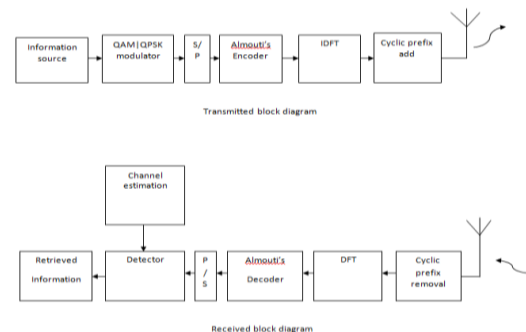 Information
source
QAM|QPSK
modulator
S/
P
Almouti's
Encoder
IDFT
Cyclic prefix
add
Transmitted block diagram
Channel
estimation
Retrieved
Information
Detector
P
/
S
Almouti's
Decoder
DFT
Cyclic
prefix
removal
Received block diagram